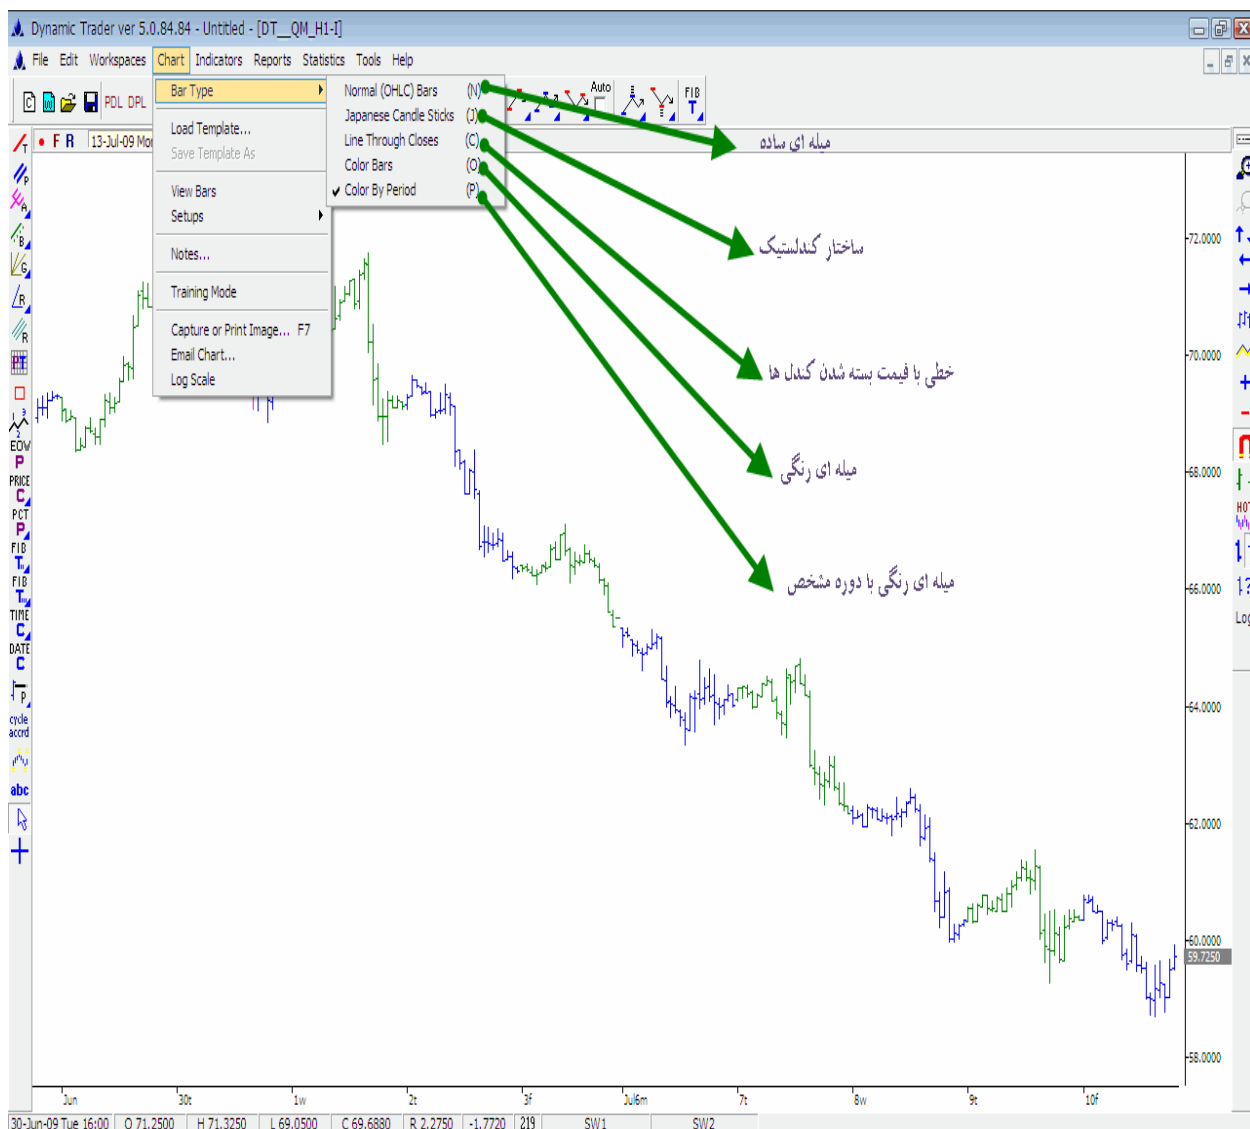 Dynamic Trader ver 5.0.84.84 - Untitled - [DT__QM_H1-I]
File Edit Workspaces Chart Indicators Reports Statistics Tools Help
PDL DPL
Auto
FIB
T
Bar Type
Load Template...
Save Template As
View Bars
Setups
Notes...
Training Mode
Capture or Print Image... F7
Email Chart...
Log Scale
Normal (OHLC) Bars (N)
Japanese Candle Sticks (J)
Line Through Closes (C)
Color Bars (O)
Color By Period (P)
F R 13-Jul-09 Mo
میله ای ساده
ساختار کندلستیک
خطی با قیمت بسته شدن کندل ها
میله ای رنگی
میله ای رنگی با دوره مشخص
T
P
A
B
G
R
R
PT
EOW
P
PRICE
C
PCT
P
FIB
T
FIB
T
TIME
C
DATE
C
P
cycle
accrd
abc
72.0000
70.0000
68.0000
66.0000
64.0000
62.0000
60.0000
59.7250
58.0000
HOT
Log
Jun 30t 1w 2t 3f Jul6m 7t 8w 9t 10f
30-Jun-09 Tue 16:00 O 71.2500 H 71.3250 L 69.0500 C 69.6880 R 2.2750 -1.7720 219 SW1 SW2